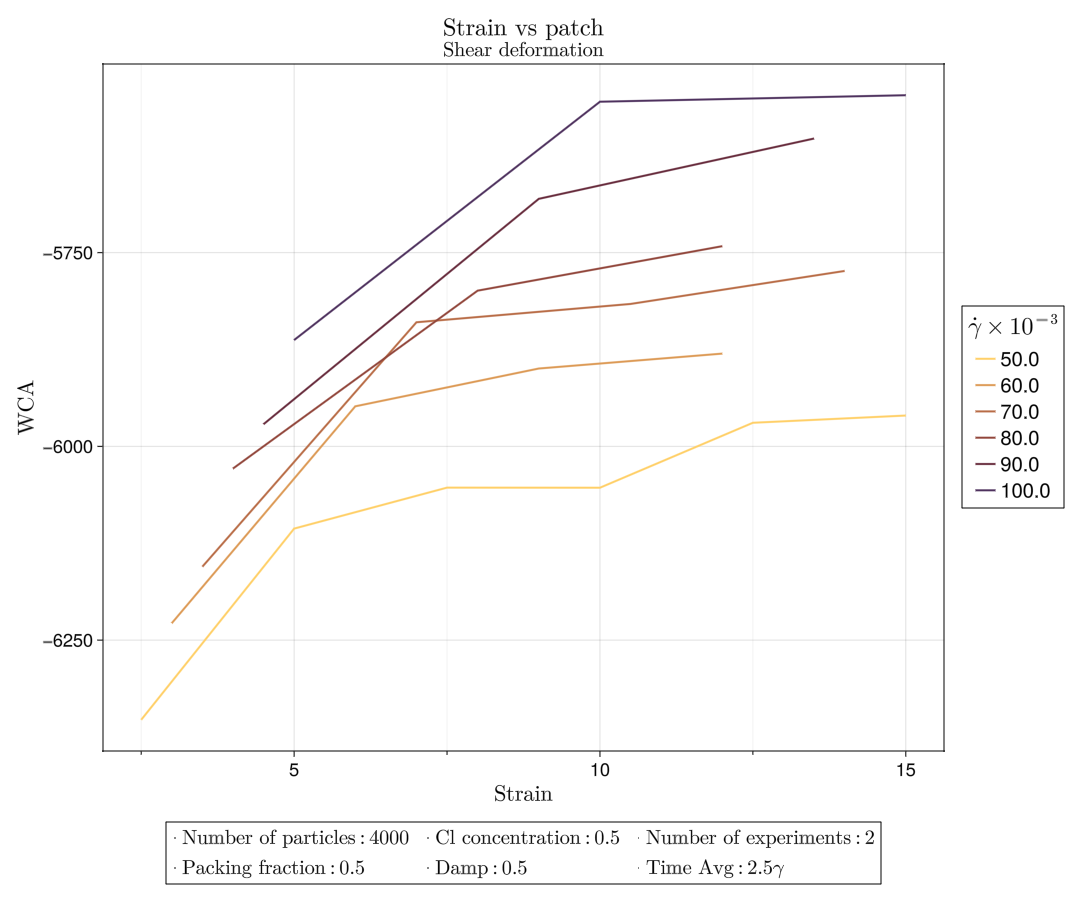 Strain vs patch
Shear deformation
WCA
−5750
−6000
−6250
5
10
15
Strain
γ̇ × 10⁻³
50.0
60.0
70.0
80.0
90.0
100.0
· Number of particles : 4000 · Cl concentration : 0.5 · Number of experiments : 2
· Packing fraction : 0.5 · Damp : 0.5 · Time Avg : 2.5γ